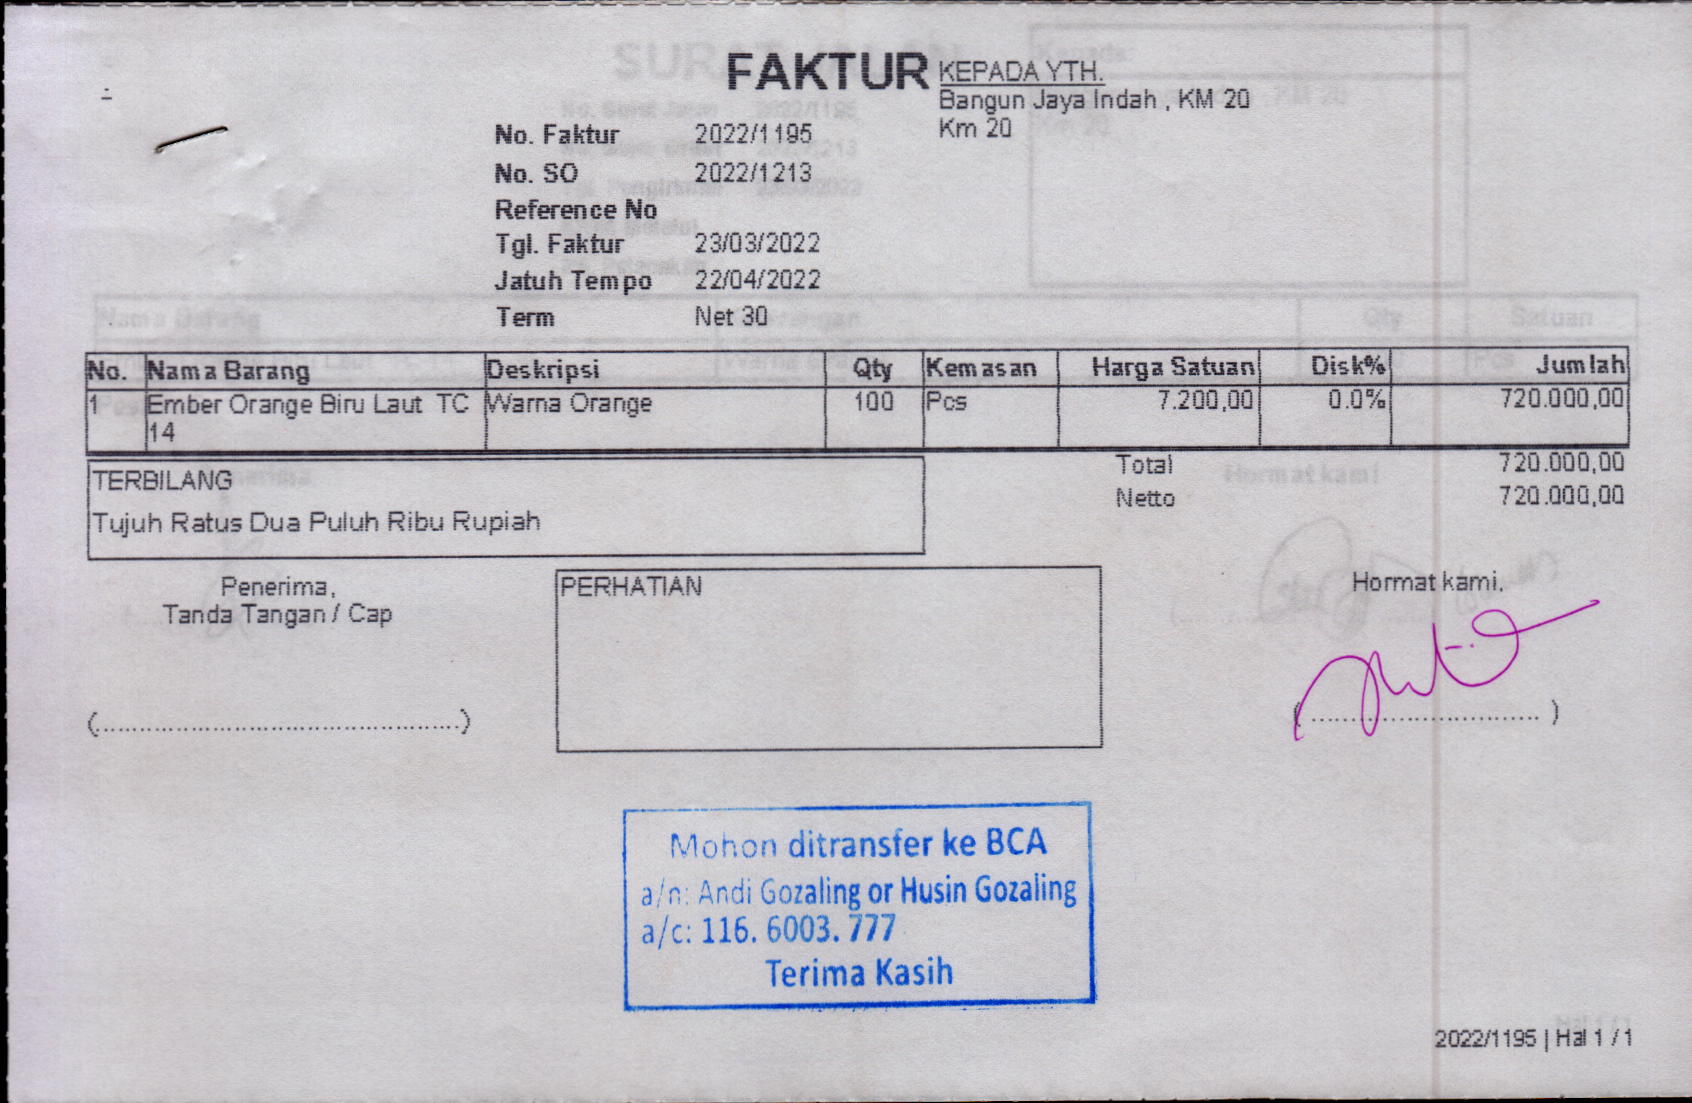 FAKTUR
KEPADA YTH.
Bangun Jaya Indah , KM 20
Km 20
No. Faktur 2022/1195
No. SO 2022/1213
Reference No
Tgl. Faktur 23/03/2022
Jatuh Tempo 22/04/2022
Term Net 30
No. Nama Barang Deskripsi Qty Kemasan Harga Satuan Disk% Jumlah
1 Ember Orange Biru Laut TC Warna Orange 100 Pcs 7.200,00 0.0% 720.000,00
14
Total 720.000,00
Netto 720.000,00
TERBILANG
Tujuh Ratus Dua Puluh Ribu Rupiah
Penerima,
Tanda Tangan / Cap
(..............................................)
PERHATIAN
Hormat kami,
( .............................. )
Mohon ditransfer ke BCA
a/n: Andi Gozaling or Husin Gozaling
a/c: 116. 6003. 777
Terima Kasih
2022/1195 | Hal 1 / 1